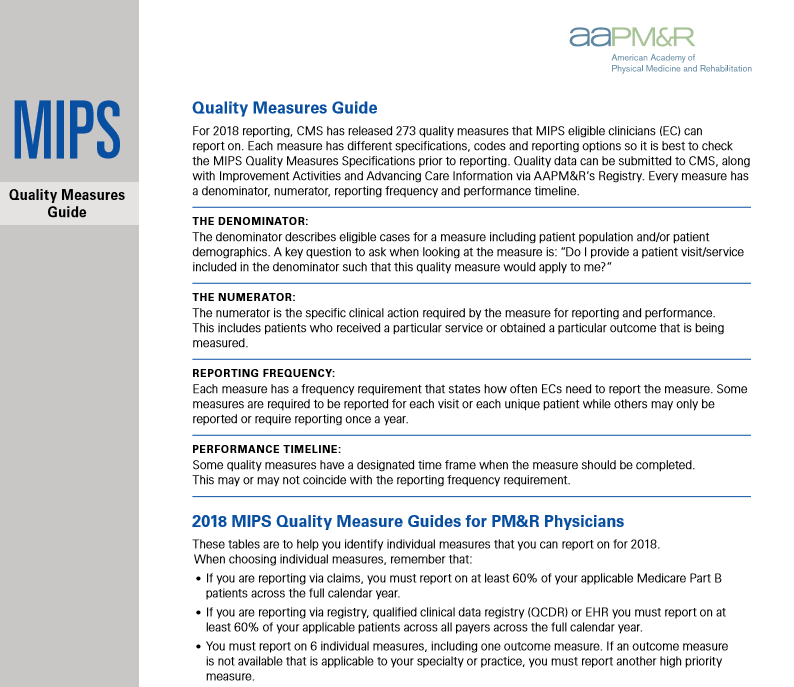 aaPM&R
American Academy of
Physical Medicine and Rehabilitation
MIPS
Quality Measures
Guide
Quality Measures Guide
For 2018 reporting, CMS has released 273 quality measures that MIPS eligible clinicians (EC) can
report on. Each measure has different specifications, codes and reporting options so it is best to check
the MIPS Quality Measures Specifications prior to reporting. Quality data can be submitted to CMS, along
with Improvement Activities and Advancing Care Information via AAPM&R's Registry. Every measure has
a denominator, numerator, reporting frequency and performance timeline.
THE DENOMINATOR:
The denominator describes eligible cases for a measure including patient population and/or patient
demographics. A key question to ask when looking at the measure is: "Do I provide a patient visit/service
included in the denominator such that this quality measure would apply to me?"
THE NUMERATOR:
The numerator is the specific clinical action required by the measure for reporting and performance.
This includes patients who received a particular service or obtained a particular outcome that is being
measured.
REPORTING FREQUENCY:
Each measure has a frequency requirement that states how often ECs need to report the measure. Some
measures are required to be reported for each visit or each unique patient while others may only be
reported or require reporting once a year.
PERFORMANCE TIMELINE:
Some quality measures have a designated time frame when the measure should be completed.
This may or may not coincide with the reporting frequency requirement.
2018 MIPS Quality Measure Guides for PM&R Physicians
These tables are to help you identify individual measures that you can report on for 2018.
When choosing individual measures, remember that:
• If you are reporting via claims, you must report on at least 60% of your applicable Medicare Part B
patients across the full calendar year.
• If you are reporting via registry, qualified clinical data registry (QCDR) or EHR you must report on at
least 60% of your applicable patients across all payers across the full calendar year.
• You must report on 6 individual measures, including one outcome measure. If an outcome measure
is not available that is applicable to your specialty or practice, you must report another high priority
measure.